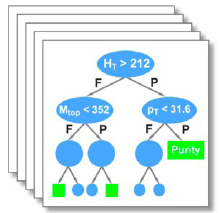 H_T > 212
F P
M_top < 352 p_T < 31.6
F P F P
Purity